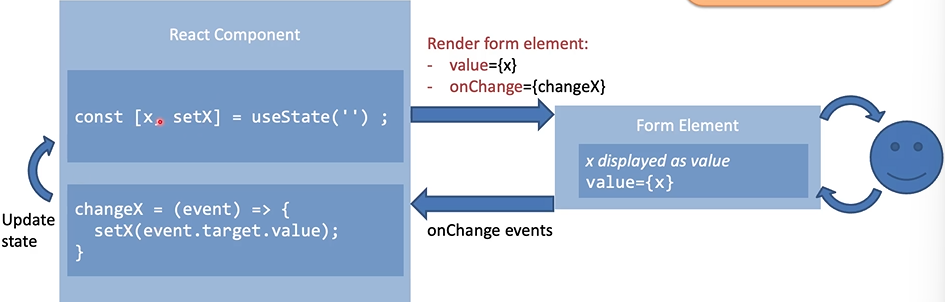 React Component
const [x, setX] = useState('') ;
Update
state
changeX = (event) => {
setX(event.target.value);
}
Render form element:
- value={x}
- onChange={changeX}
onChange events
Form Element
x displayed as value
value={x}